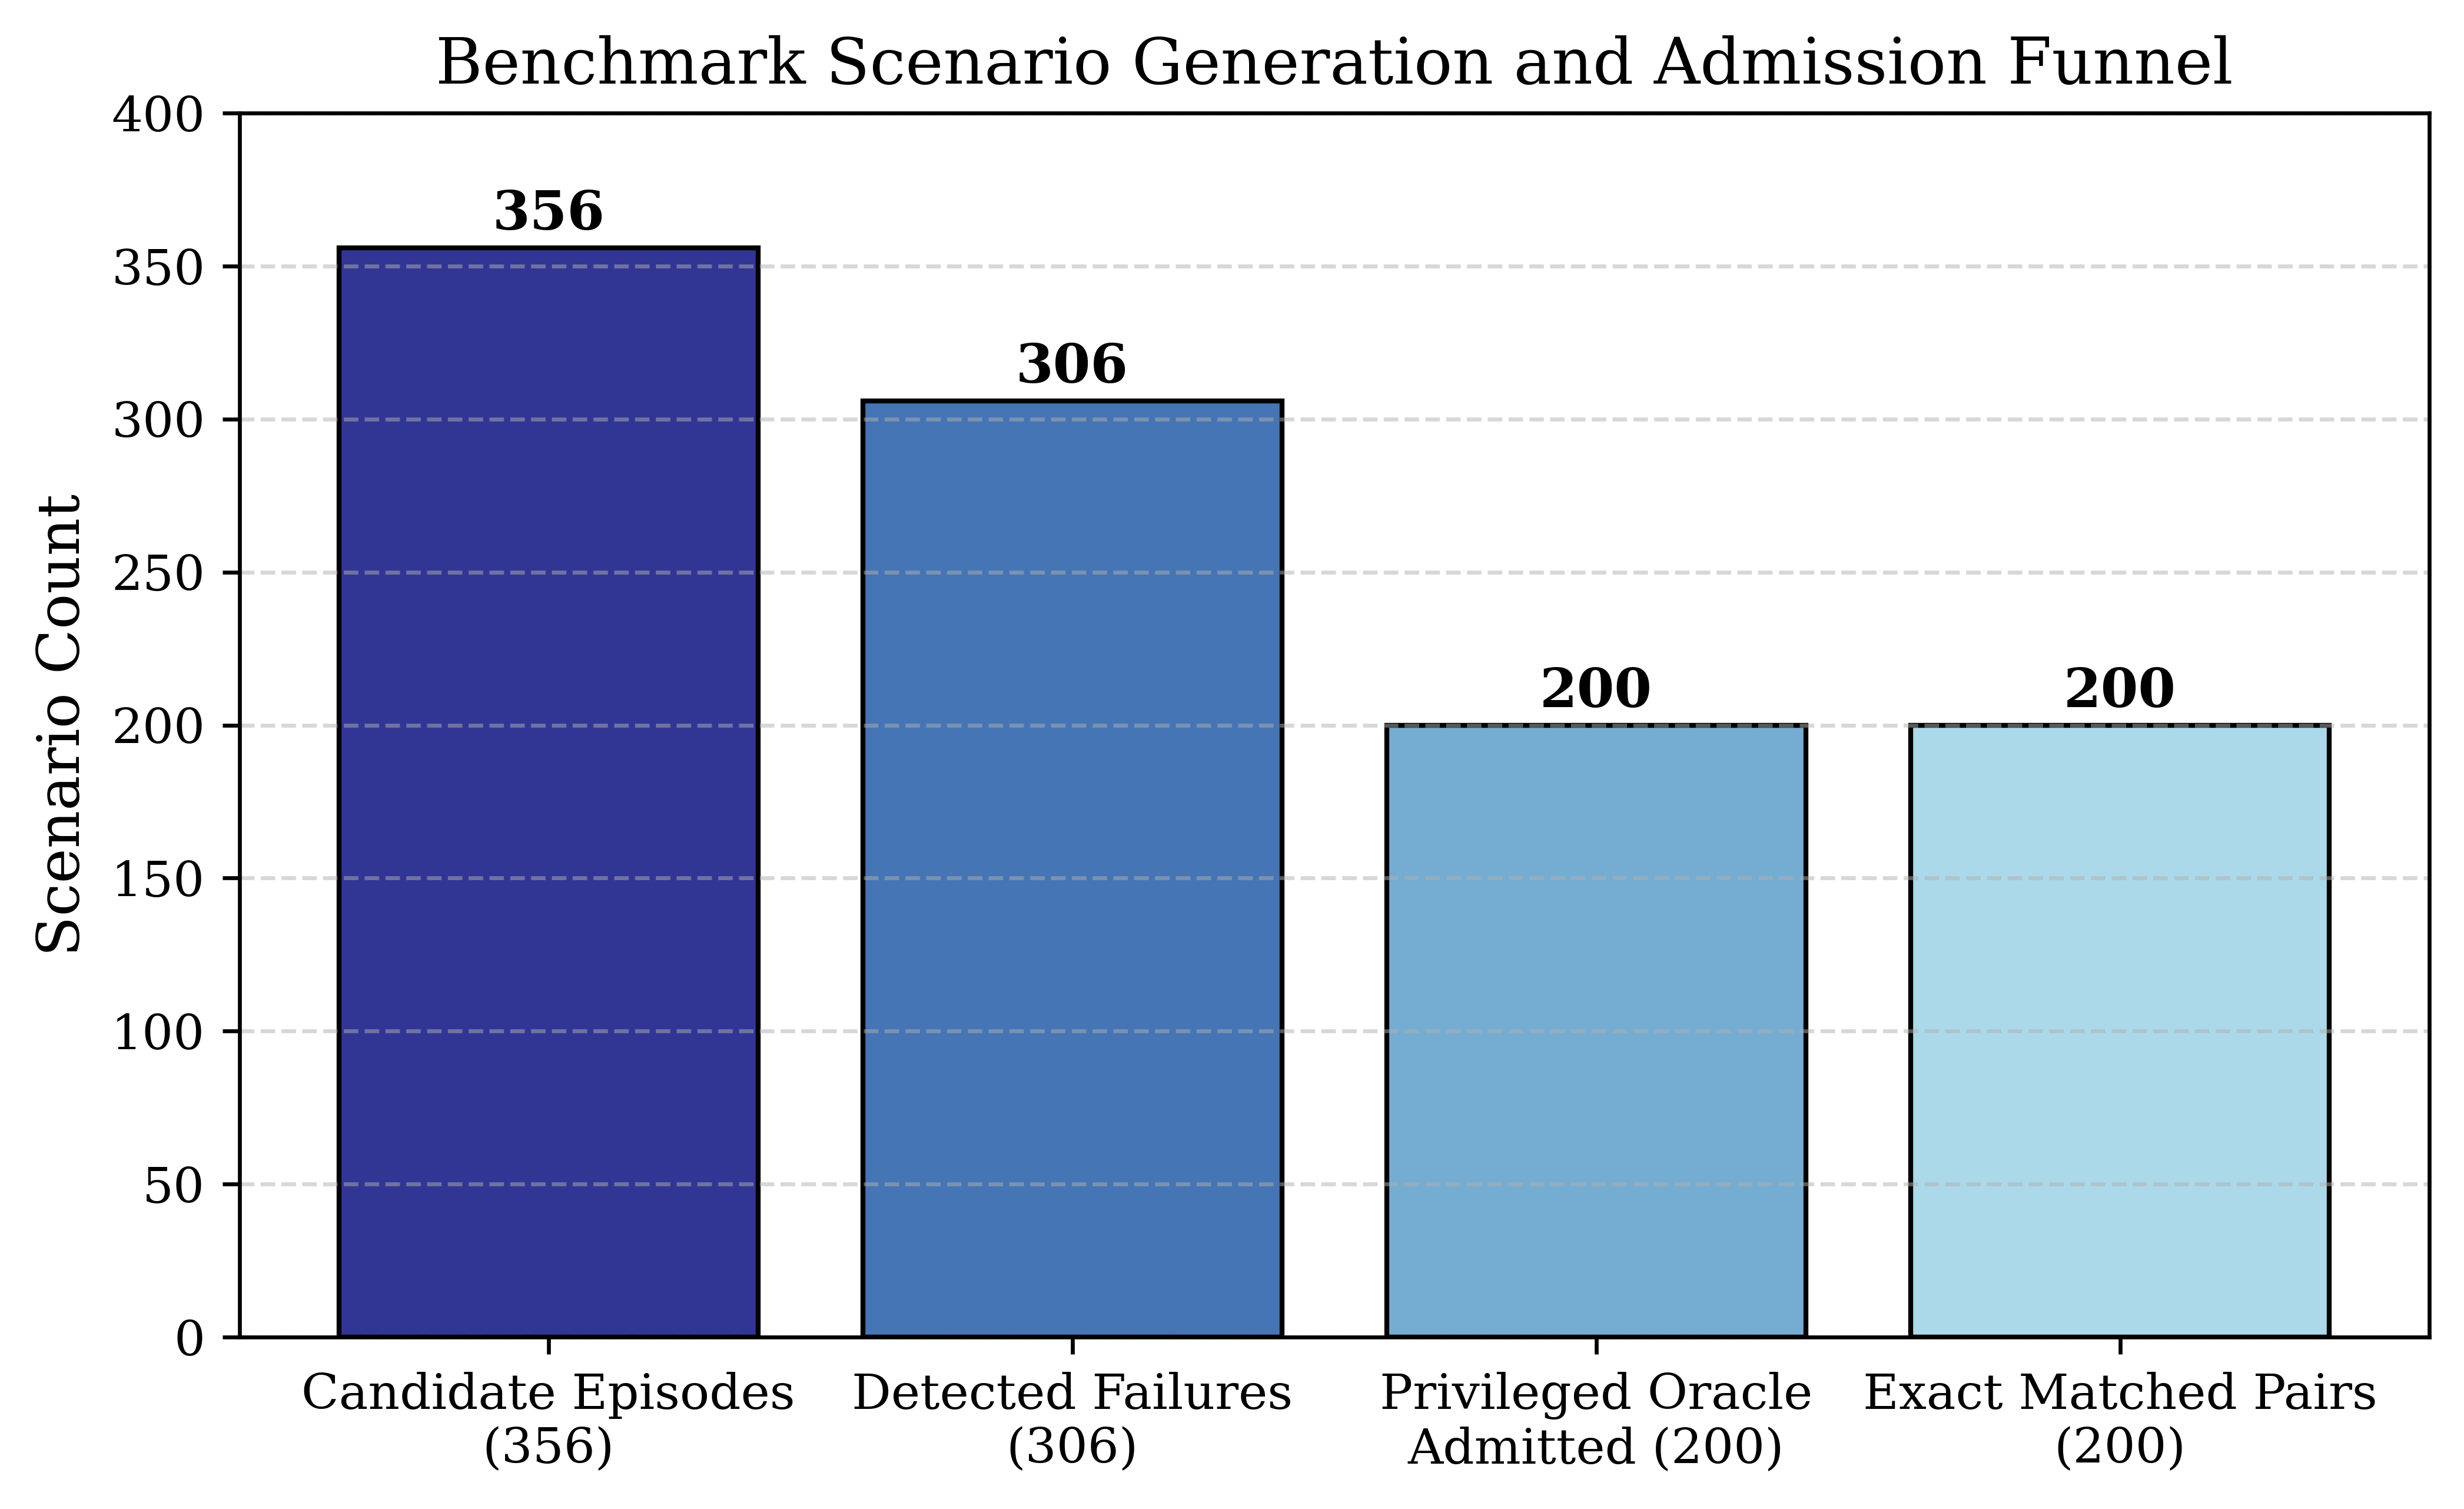 Benchmark Scenario Generation and Admission Funnel
400
350
300
250
200
150
100
50
0
Scenario Count
356
306
200
200
Candidate Episodes
(356)
Detected Failures
(306)
Privileged Oracle
Admitted (200)
Exact Matched Pairs
(200)